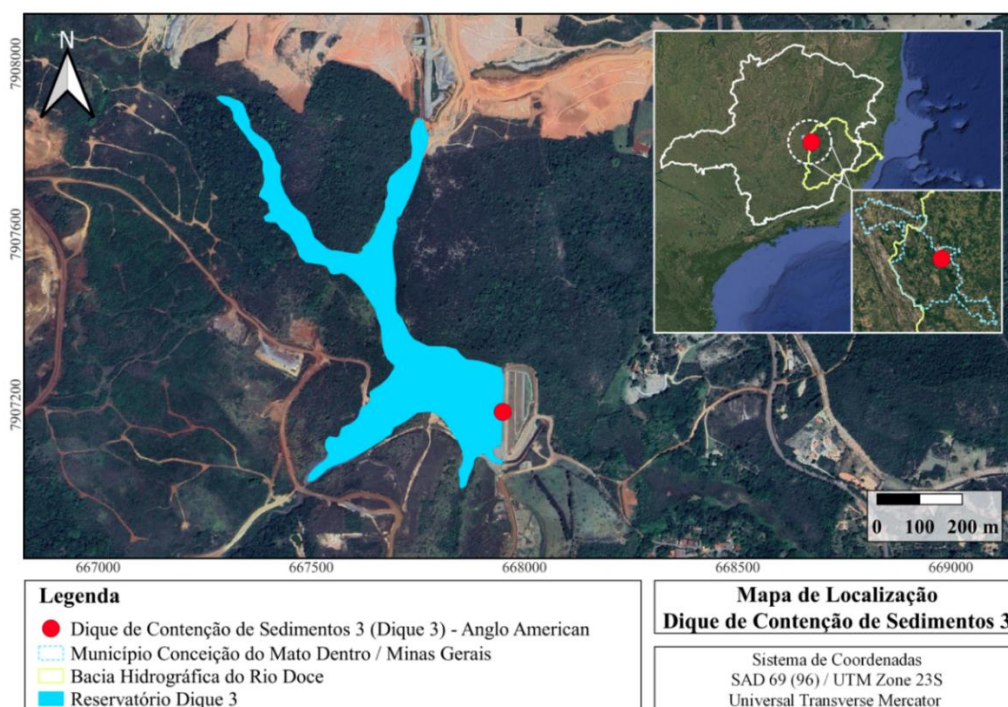 N
7908000
7907600
7907200
0 100 200 m
667000 667500 668000 668500 669000
Legenda
Dique de Contenção de Sedimentos 3 (Dique 3) - Anglo American
Município Conceição do Mato Dentro / Minas Gerais
Bacia Hidrográfica do Rio Doce
Reservatório Dique 3
Mapa de Localização
Dique de Contenção de Sedimentos 3
Sistema de Coordenadas
SAD 69 (96) / UTM Zone 23S
Universal Transverse Mercator